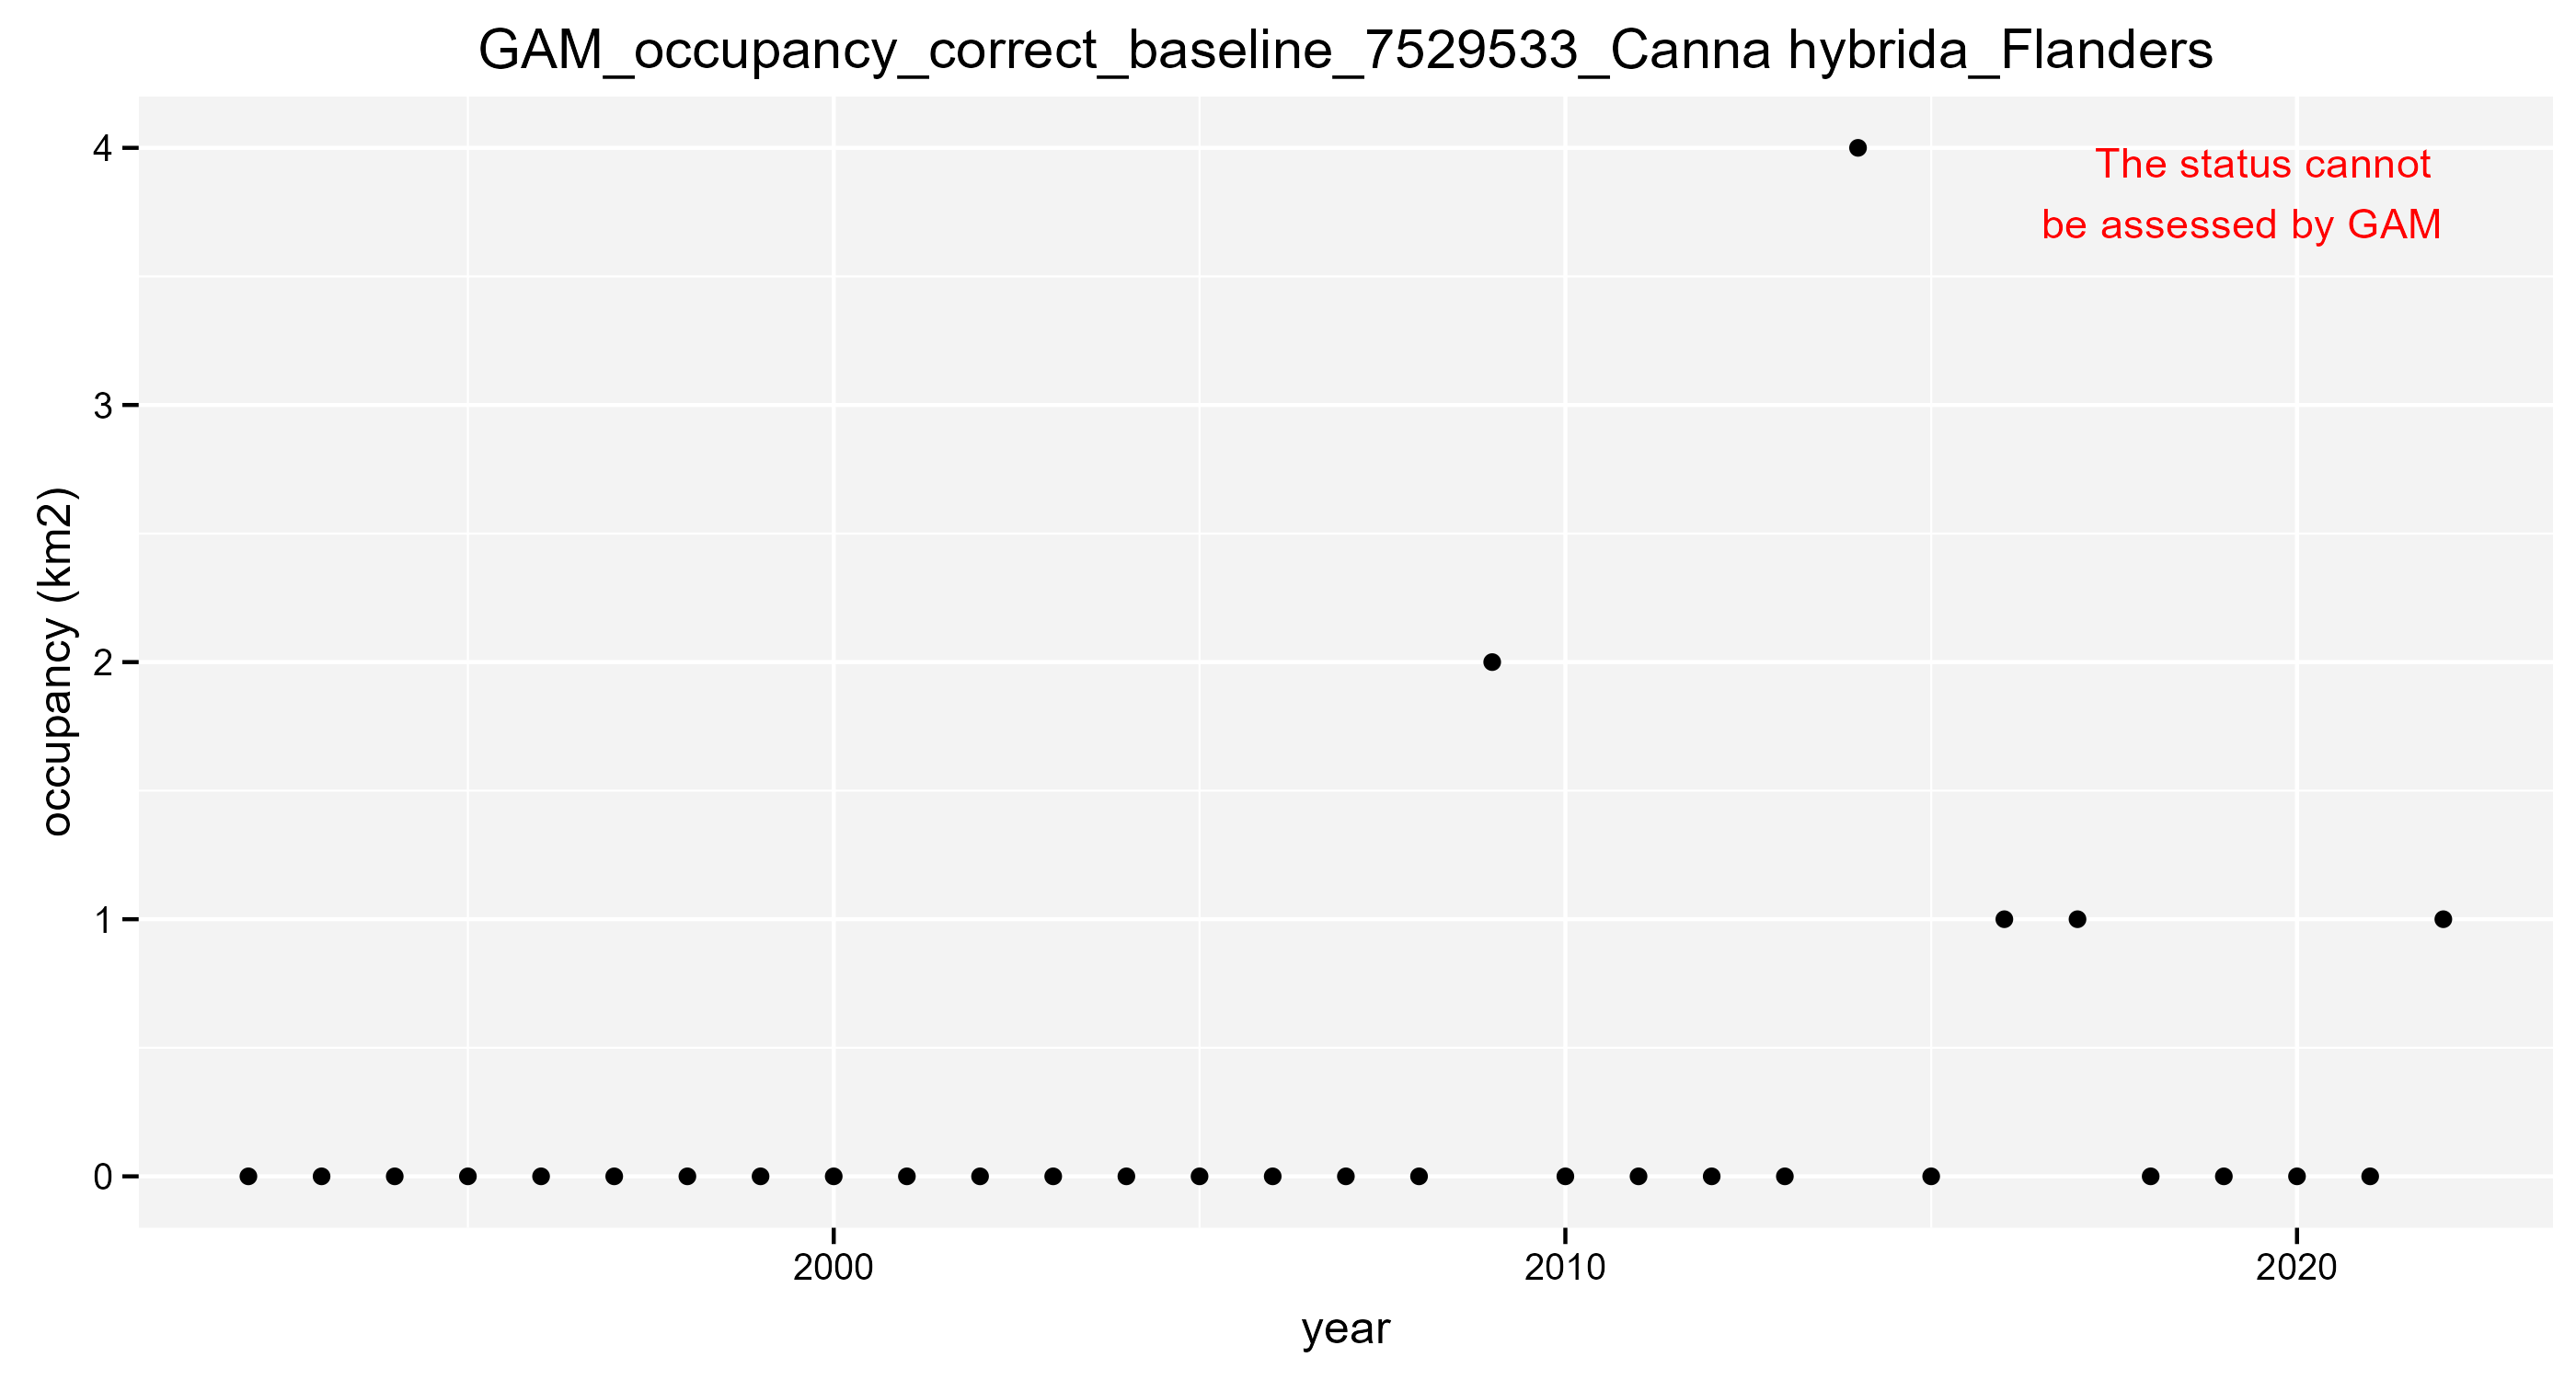 GAM_occupancy_correct_baseline_7529533_Canna hybrida_Flanders
The status cannot
be assessed by GAM
occupancy (km2)
4
3
2
1
0
2000
2010
2020
year